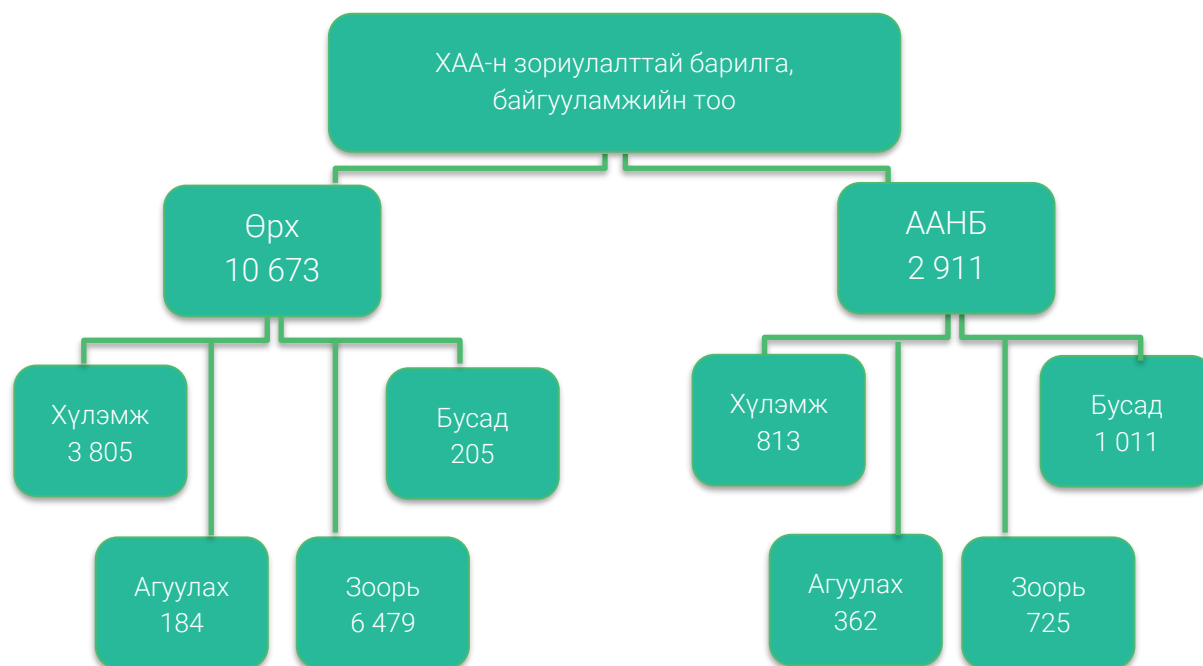 ХАА-н зориулалттай барилга,
байгууламжийн тоо
Өрх
10 673
ААНБ
2 911
Хүлэмж
3 805
Бусад
205
Хүлэмж
813
Бусад
1 011
Агуулах
184
Зоорь
6 479
Агуулах
362
Зоорь
725